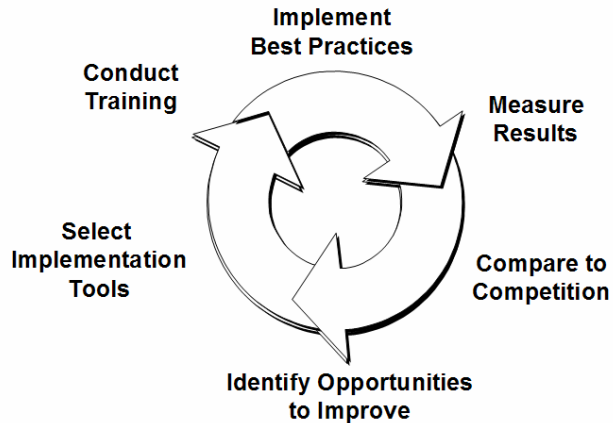 Implement
Best Practices
Measure
Results
Compare to
Competition
Identify Opportunities
to Improve
Select
Implementation
Tools
Conduct
Training